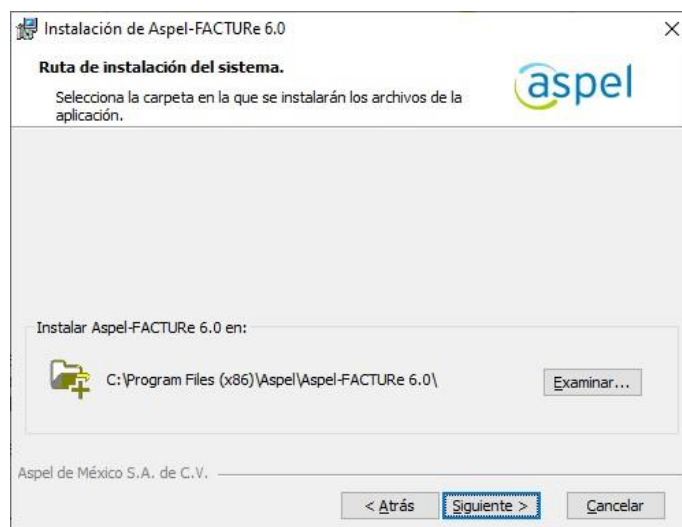 Instalación de Aspel-FACTURe 6.0
Ruta de instalación del sistema.
Selecciona la carpeta en la que se instalarán los archivos de la
aplicación.
aspel
Instalar Aspel-FACTURe 6.0 en:
C:\Program Files (x86)\Aspel\Aspel-FACTURe 6.0\
Examinar...
Aspel de México S.A. de C.V.
< Atrás
Siguiente >
Cancelar